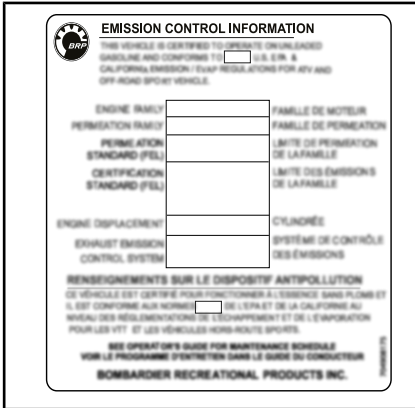 BRP
EMISSION CONTROL INFORMATION
THIS VEHICLE IS CERTIFIED TO OPERATE ON UNLEADED
GASOLINE AND CONFORMS TO U.S. EPA &
CALIFORNIA EMISSION / EVAP REGULATIONS FOR ATV AND
OFF-ROAD SPORT VEHICLE.
ENGINE FAMILY FAMILLE DE MOTEUR
PERMEATION FAMILY FAMILLE DE PERMEATION
PERMEATION LIMITE DE PERMEATION
STANDARD (FEL) DE LA FAMILLE
CERTIFICATION LIMITE DES ÉMISSIONS
STANDARD (FEL) DE LA FAMILLE
ENGINE DISPLACEMENT CYLINDRÉE
EXHAUST EMISSION SYSTÈME DE CONTRÔLE
CONTROL SYSTEM DES ÉMISSIONS
RENSEIGNEMENTS SUR LE DISPOSITIF ANTIPOLLUTION
CE VÉHICULE EST CERTIFIÉ POUR FONCTIONNER À L'ESSENCE SANS PLOMB ET
IL EST CONFORME AUX NORMES DE L'EPA ET DE LA CALIFORNIE AU
NIVEAU DES RÉGLEMENTATIONS DE L'ÉCHAPPEMENT ET DE L'ÉVAPORATION
POUR LES VTT ET LES VÉHICULES HORS-ROUTE SPORTS.
SEE OPERATOR'S GUIDE FOR MAINTENANCE SCHEDULE
VOIR LE PROGRAMME D'ENTRETIEN DANS LE GUIDE DU CONDUCTEUR
BOMBARDIER RECREATIONAL PRODUCTS INC.